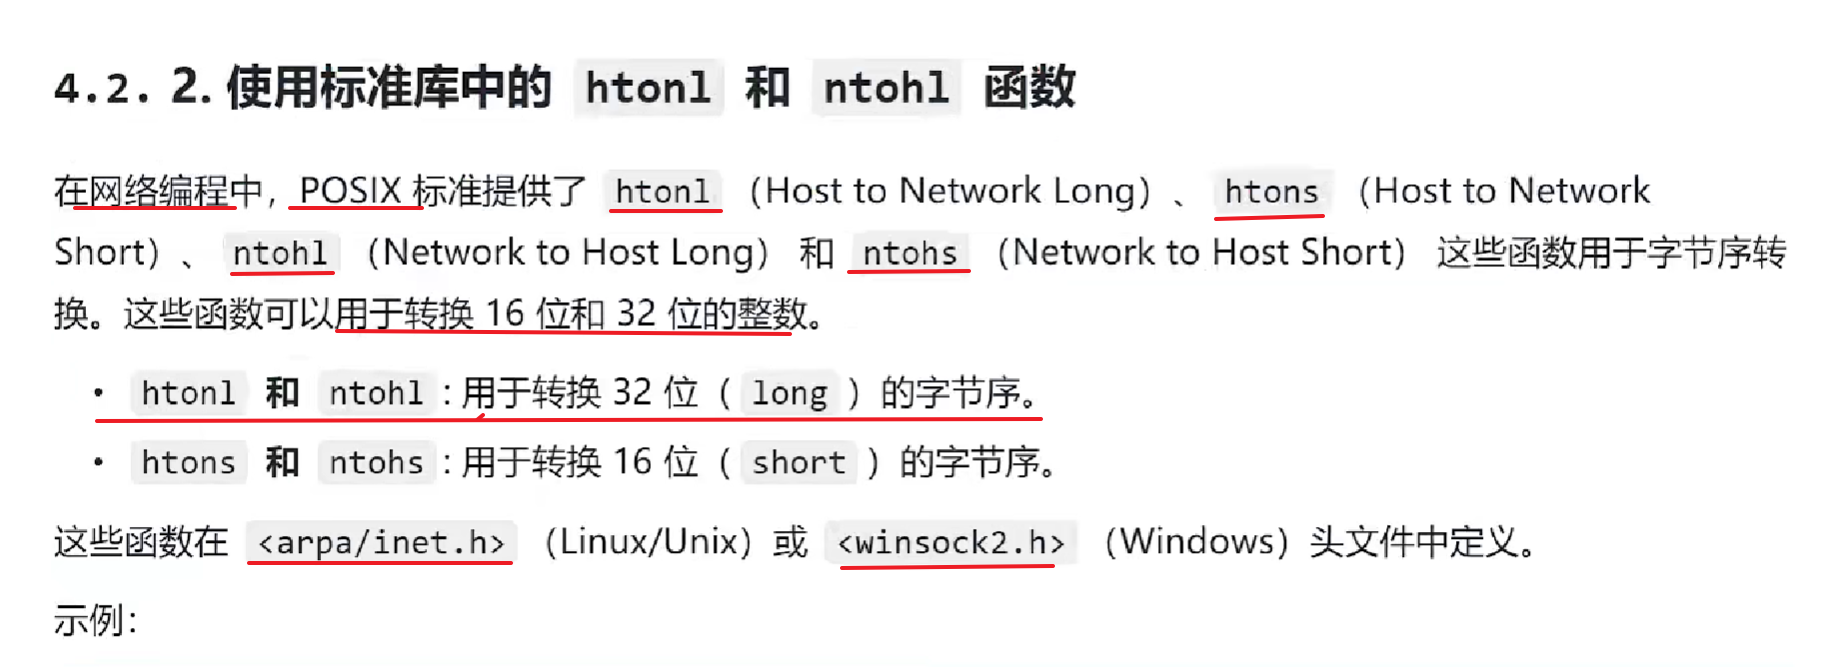 4.2. 2. 使用标准库中的 htonl 和 ntohl 函数
在网络编程中，POSIX 标准提供了 htonl （Host to Network Long）、 htons （Host to Network
Short）、 ntohl （Network to Host Long） 和 ntohs （Network to Host Short） 这些函数用于字节序转
换。这些函数可以用于转换 16 位和 32 位的整数。
• htonl 和 ntohl : 用于转换 32 位（ long ）的字节序。
• htons 和 ntohs : 用于转换 16 位（ short ）的字节序。
这些函数在 <arpa/inet.h> （Linux/Unix）或 <winsock2.h> （Windows）头文件中定义。
示例：